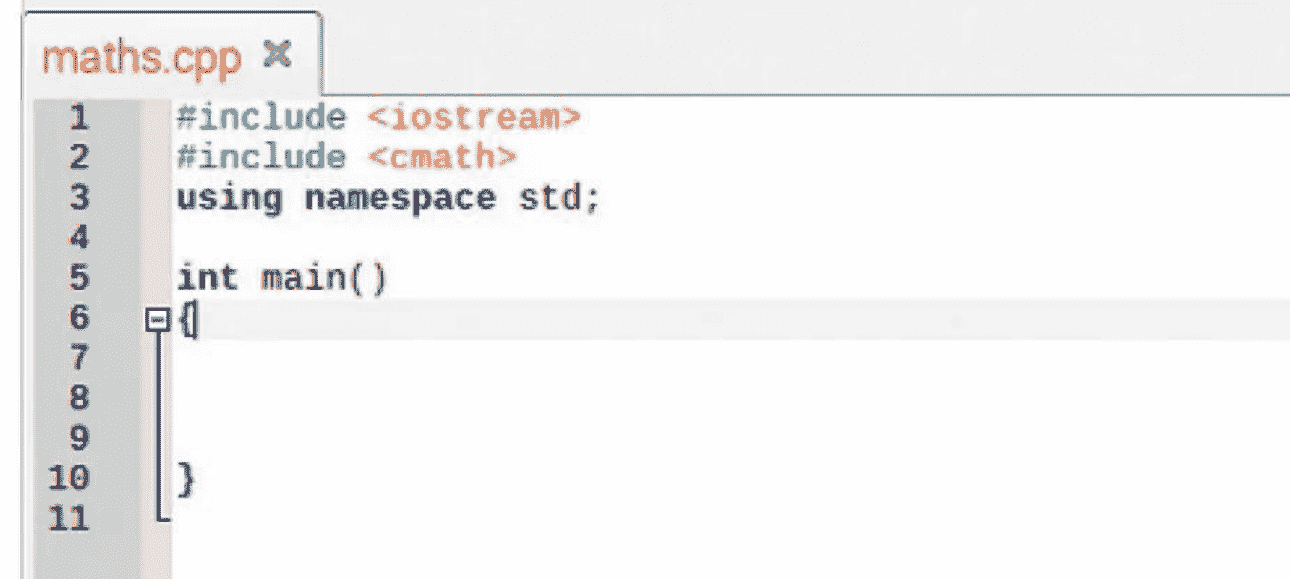 maths.cpp ×
1 #include <iostream>
2 #include <cmath>
3 using namespace std;
4
5 int main()
6 {
7
8
9
10 }
11